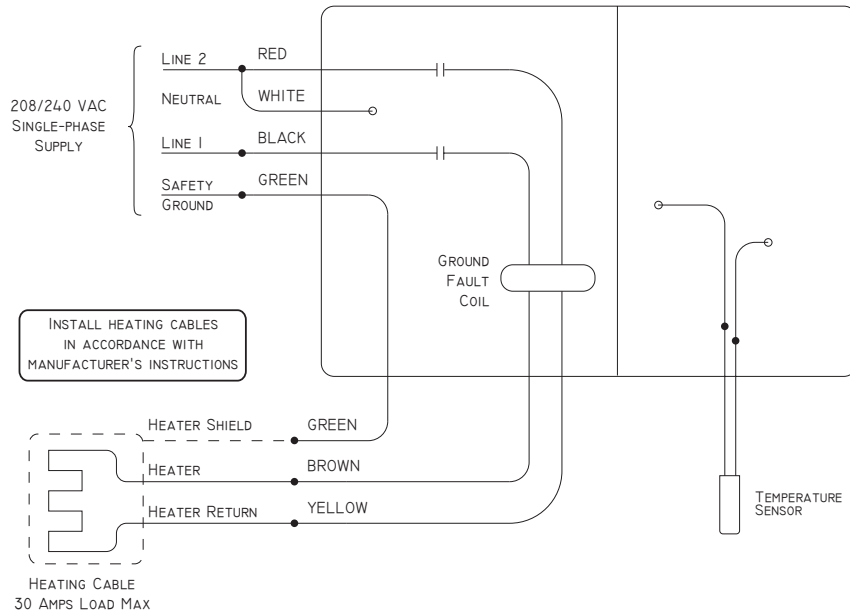 208/240 VAC
SINGLE-PHASE
SUPPLY
LINE 2
RED
NEUTRAL
WHITE
LINE 1
BLACK
SAFETY
GROUND
GREEN
GROUND
FAULT
COIL
INSTALL HEATING CABLES
IN ACCORDANCE WITH
MANUFACTURER'S INSTRUCTIONS
HEATER SHIELD
GREEN
HEATER
BROWN
HEATER RETURN
YELLOW
HEATING CABLE
30 AMPS LOAD MAX
TEMPERATURE
SENSOR